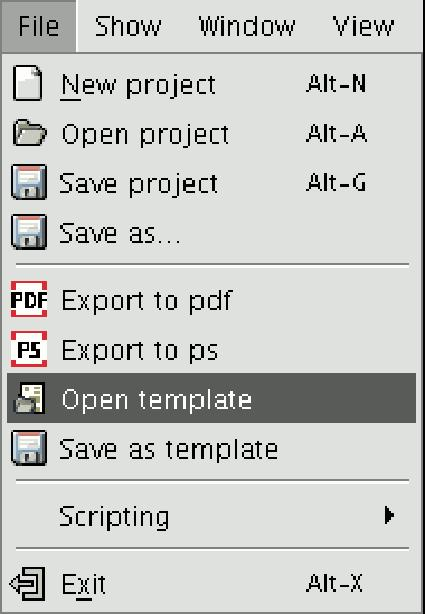 File Show Window View
New project Alt-N
Open project Alt-A
Save project Alt-G
Save as...
PDF Export to pdf
PS Export to ps
Open template
Save as template
Scripting
Exit Alt-X